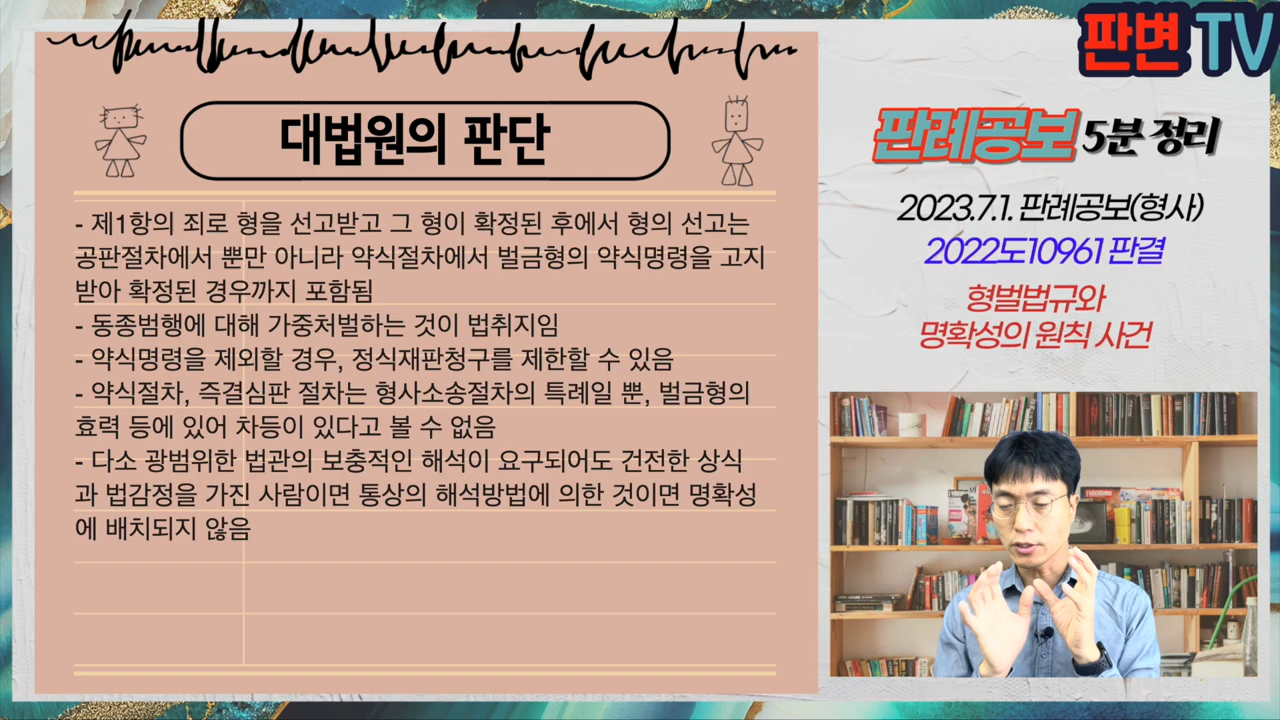 판변 TV
대법원의 판단
- 제1항의 죄로 형을 선고받고 그 형이 확정된 후에서 형의 선고는
공판절차에서 뿐만 아니라 약식절차에서 벌금형의 약식명령을 고지
받아 확정된 경우까지 포함됨
- 동종범행에 대해 가중처벌하는 것이 법취지임
- 약식명령을 제외할 경우, 정식재판청구를 제한할 수 있음
- 약식절차, 즉결심판 절차는 형사소송절차의 특례일 뿐, 벌금형의
효력 등에 있어 차등이 있다고 볼 수 없음
- 다소 광범위한 법관의 보충적인 해석이 요구되어도 건전한 상식
과 법감정을 가진 사람이면 통상의 해석방법에 의한 것이면 명확성
에 배치되지 않음
판례공보 5분 정리
2023.7.1. 판례공보(형사)
2022도10961 판결
형벌법규와
명확성의 원칙 사건